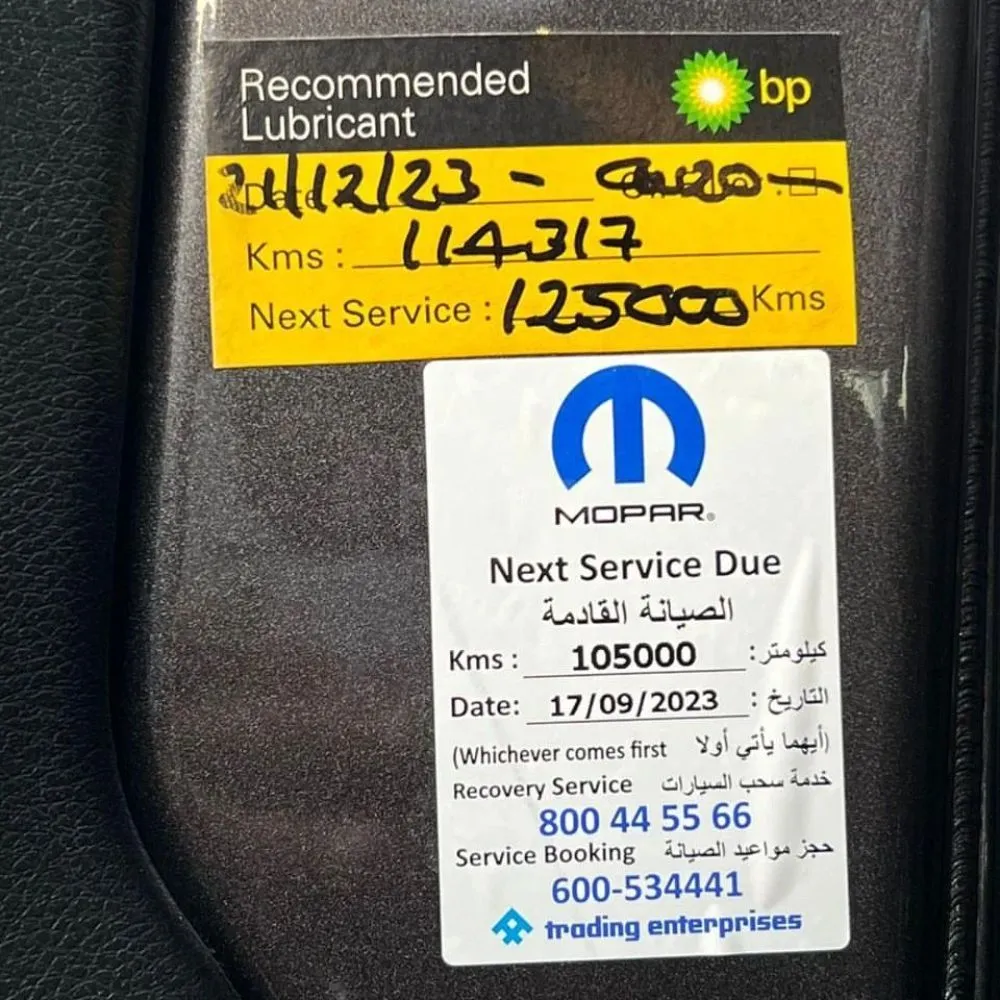 Recommended
Lubricant
bp
21/12/23 -
Kms : 114317
Next Service : 125000 Kms
MOPAR®
Next Service Due
الصيانة القادمة
Kms : 105000 كيلومتر:
Date: 17/09/2023 التاريخ :
(Whichever comes first أيهما يأتي أولا)
Recovery Service خدمة سحب السيارات
800 44 55 66
Service Booking حجز مواعيد الصيانة
600-534441
trading enterprises